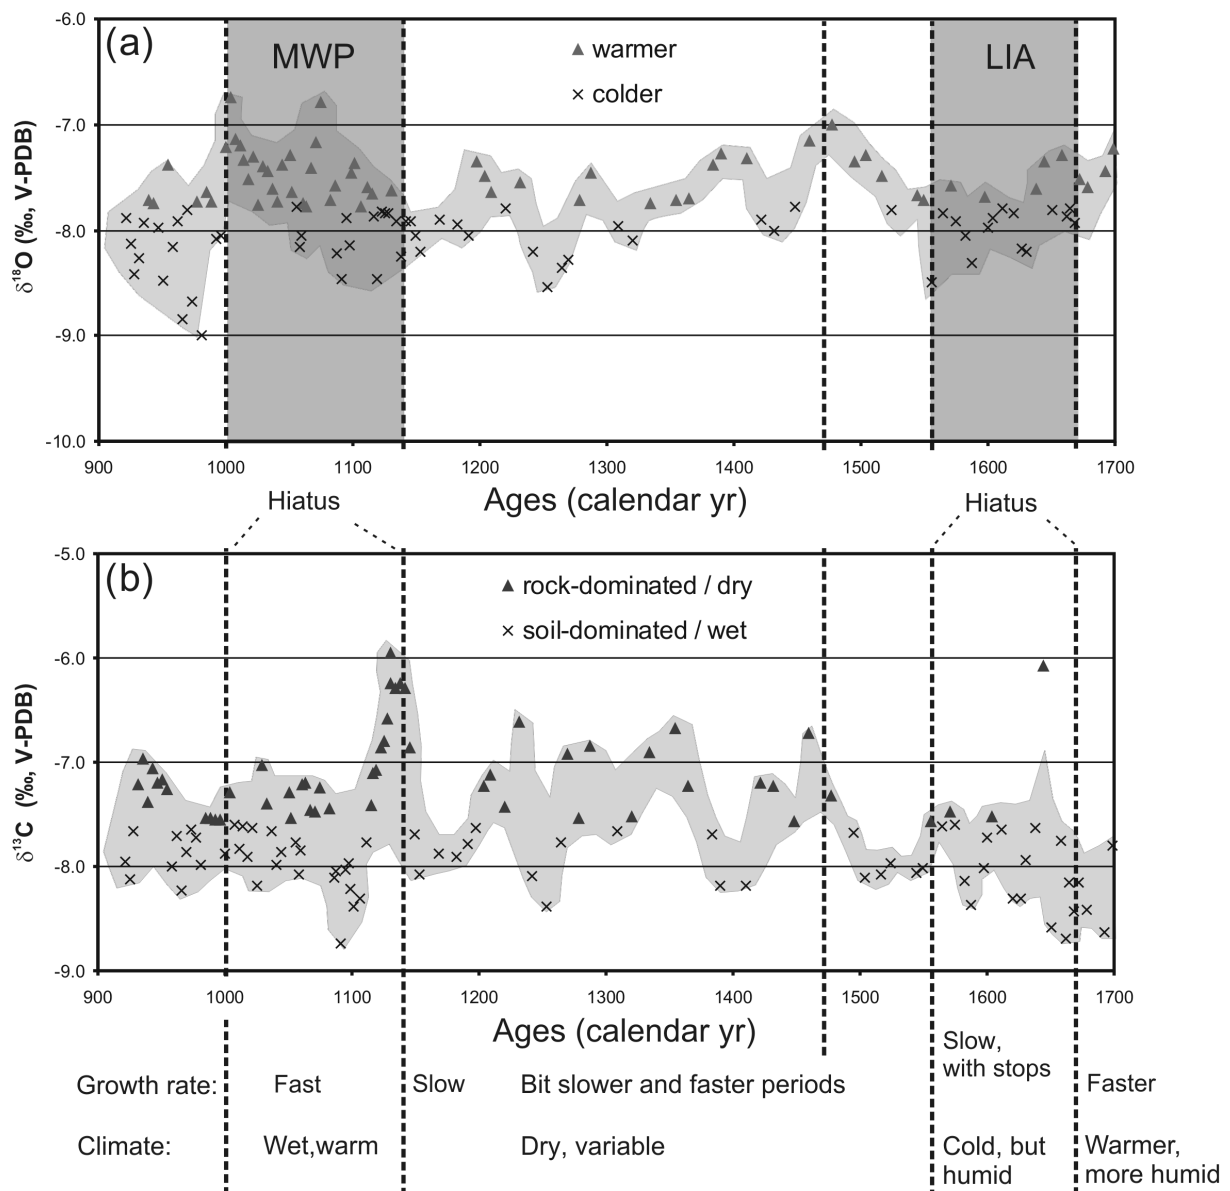 (a)
MWP
LIA
▲ warmer
× colder
-6.0
-7.0
-8.0
-9.0
-10.0
δ18O (‰, V-PDB)
900 1000 1100 1200 1300 1400 1500 1600 1700
Ages (calendar yr)
Hiatus
Hiatus
(b)
▲ rock-dominated / dry
× soil-dominated / wet
-5.0
-6.0
-7.0
-8.0
-9.0
δ13C (‰, V-PDB)
900 1000 1100 1200 1300 1400 1500 1600 1700
Ages (calendar yr)
Growth rate:
Fast
Slow
Bit slower and faster periods
Slow,
with stops
Faster
Climate:
Wet,warm
Dry, variable
Cold, but
humid
Warmer,
more humid